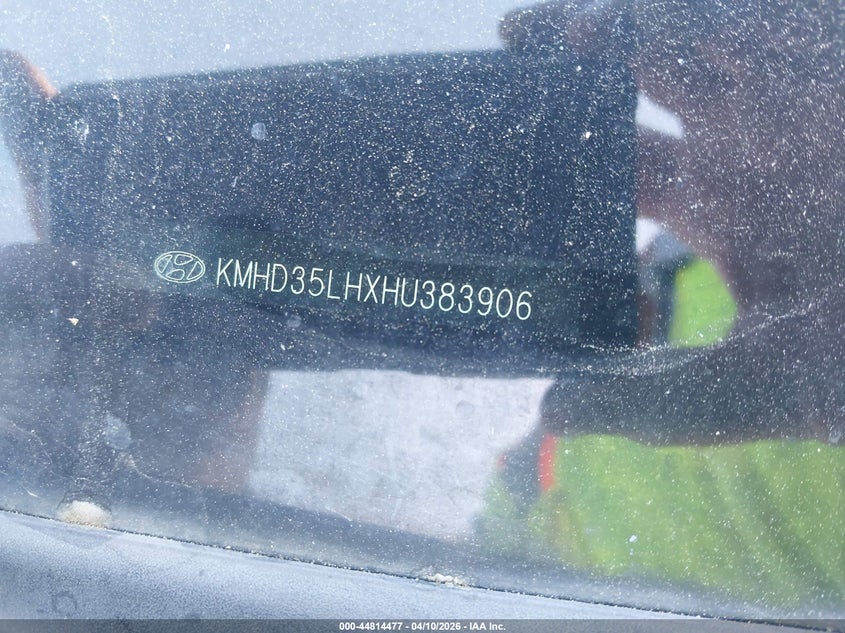 KMHD35LHXHU383906
000-44814477 - 04/10/2026 - IAA Inc.